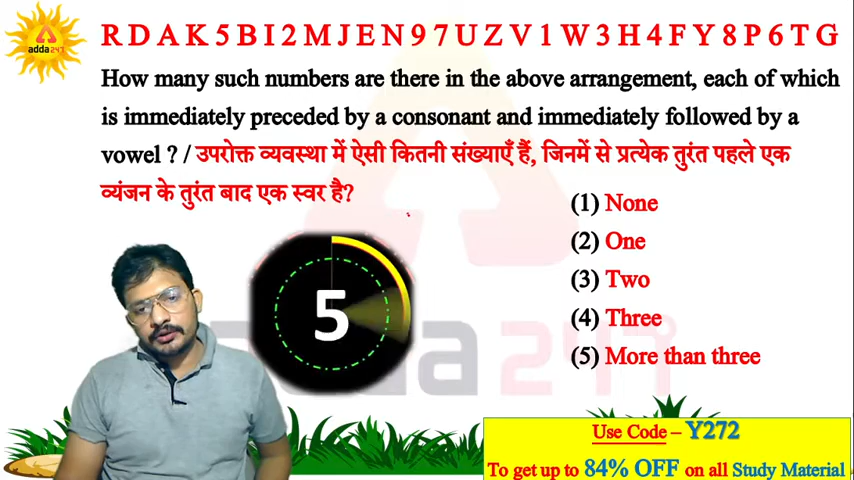 R D A K 5 B I 2 M J E N 9 7 U Z V 1 W 3 H 4 F Y 8 P 6 T G
adda247
How many such numbers are there in the above arrangement, each of which
is immediately preceded by a consonant and immediately followed by a
vowel ? / उपरोक्त व्यवस्था में ऐसी कितनी संख्याएँ हैं, जिनमें से प्रत्येक तुरंत पहले एक
व्यंजन के तुरंत बाद एक स्वर है?
(1) None
(2) One
(3) Two
(4) Three
(5) More than three
5
adda 247
Use Code – Y272
To get up to 84% OFF on all Study Material